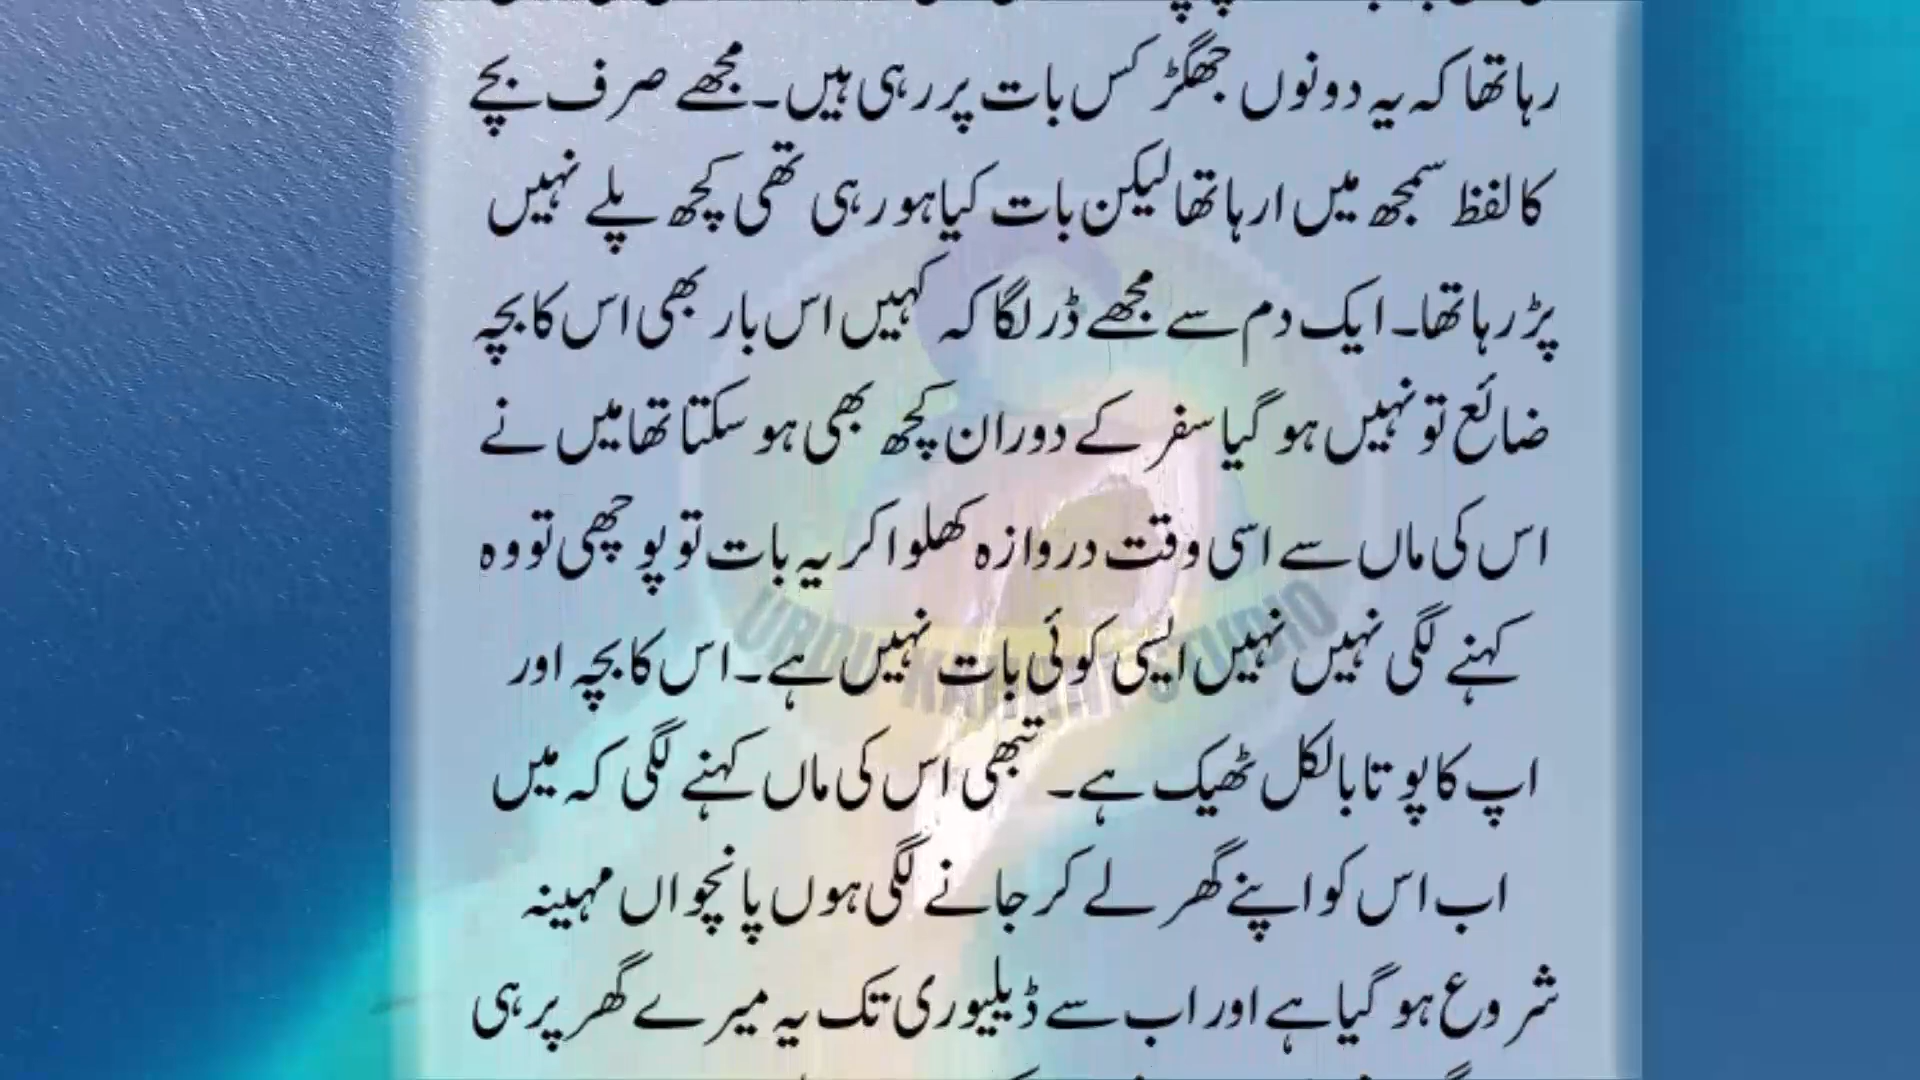 رہا تھا کہ یہ دونوں جھگڑ کس بات پر رہی ہیں۔ مجھے صرف بچے
کا لفظ سمجھ میں ارہا تھا لیکن بات کیا ہو رہی تھی کچھ پلے نہیں
پڑ رہا تھا۔ ایک دم سے مجھے ڈر لگا کہ کہیں اس بار بھی اس کا بچہ
ضائع تو نہیں ہو گیا سفر کے دوران کچھ بھی ہو سکتا تھا میں نے
اس کی ماں سے اسی وقت دروازہ کھلوا کر یہ بات تو پوچھی تو وہ
کہنے لگی نہیں نہیں ایسی کوئی بات نہیں ہے۔ اس کا بچہ اور
اپ کا پوتا بالکل ٹھیک ہے۔ تبھی اس کی ماں کہنے لگی کہ میں
اب اس کو اپنے گھر لے کر جانے لگی ہوں پانچواں مہینہ
شروع ہو گیا ہے اور اب سے ڈیلیوری تک یہ میرے گھر پر ہی
URDU KAHANI STUDIO